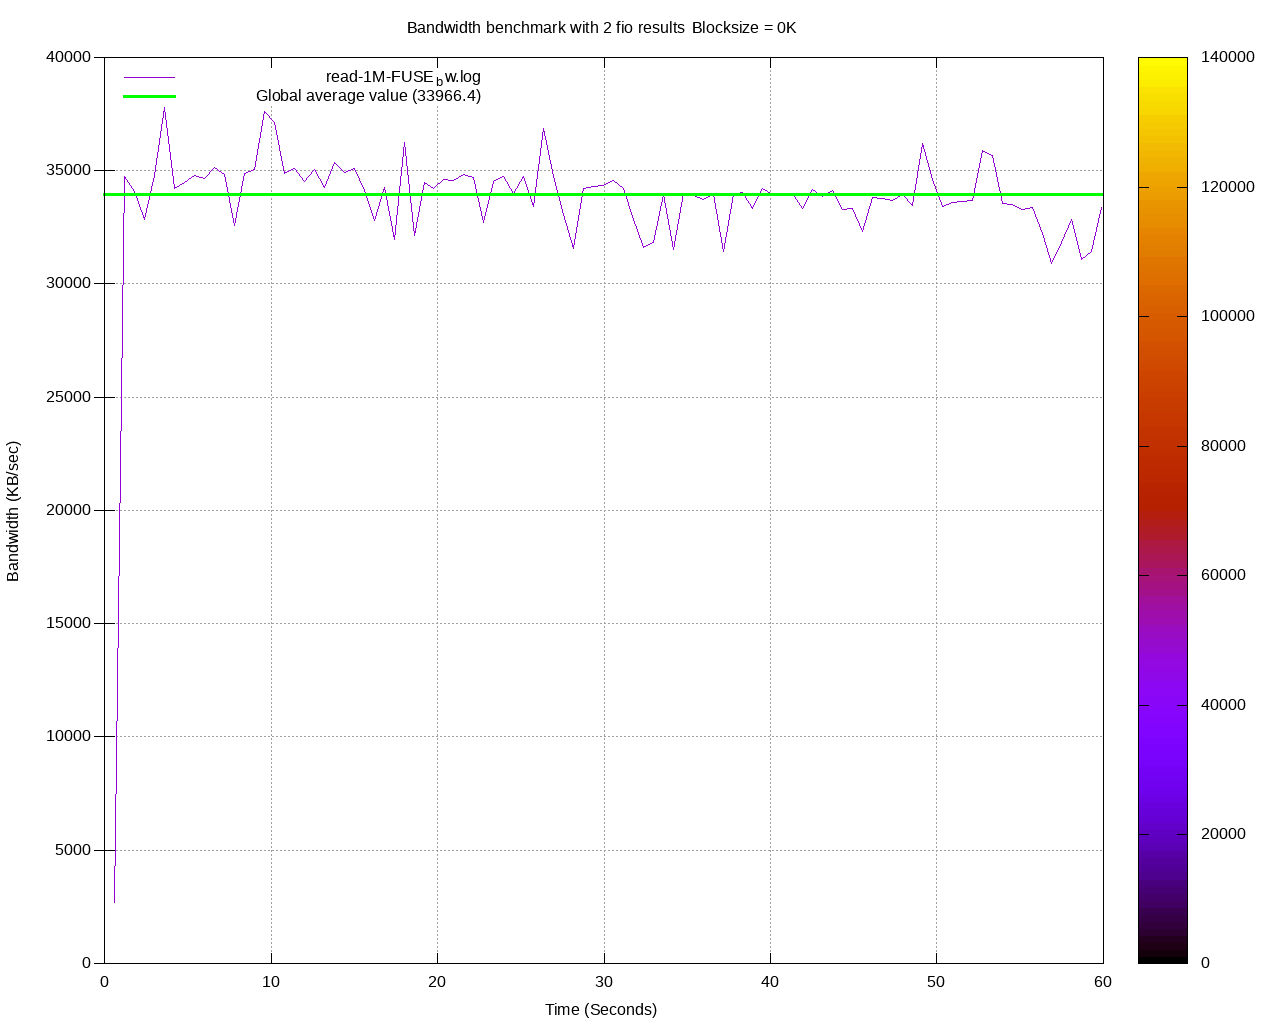 Bandwidth benchmark with 2 fio results Blocksize = 0K
read-1M-FUSE_bw.log
Global average value (33966.4)
40000
35000
30000
25000
20000
15000
10000
5000
0
Bandwidth (KB/sec)
0 10 20 30 40 50 60
Time (Seconds)
140000
120000
100000
80000
60000
40000
20000
0